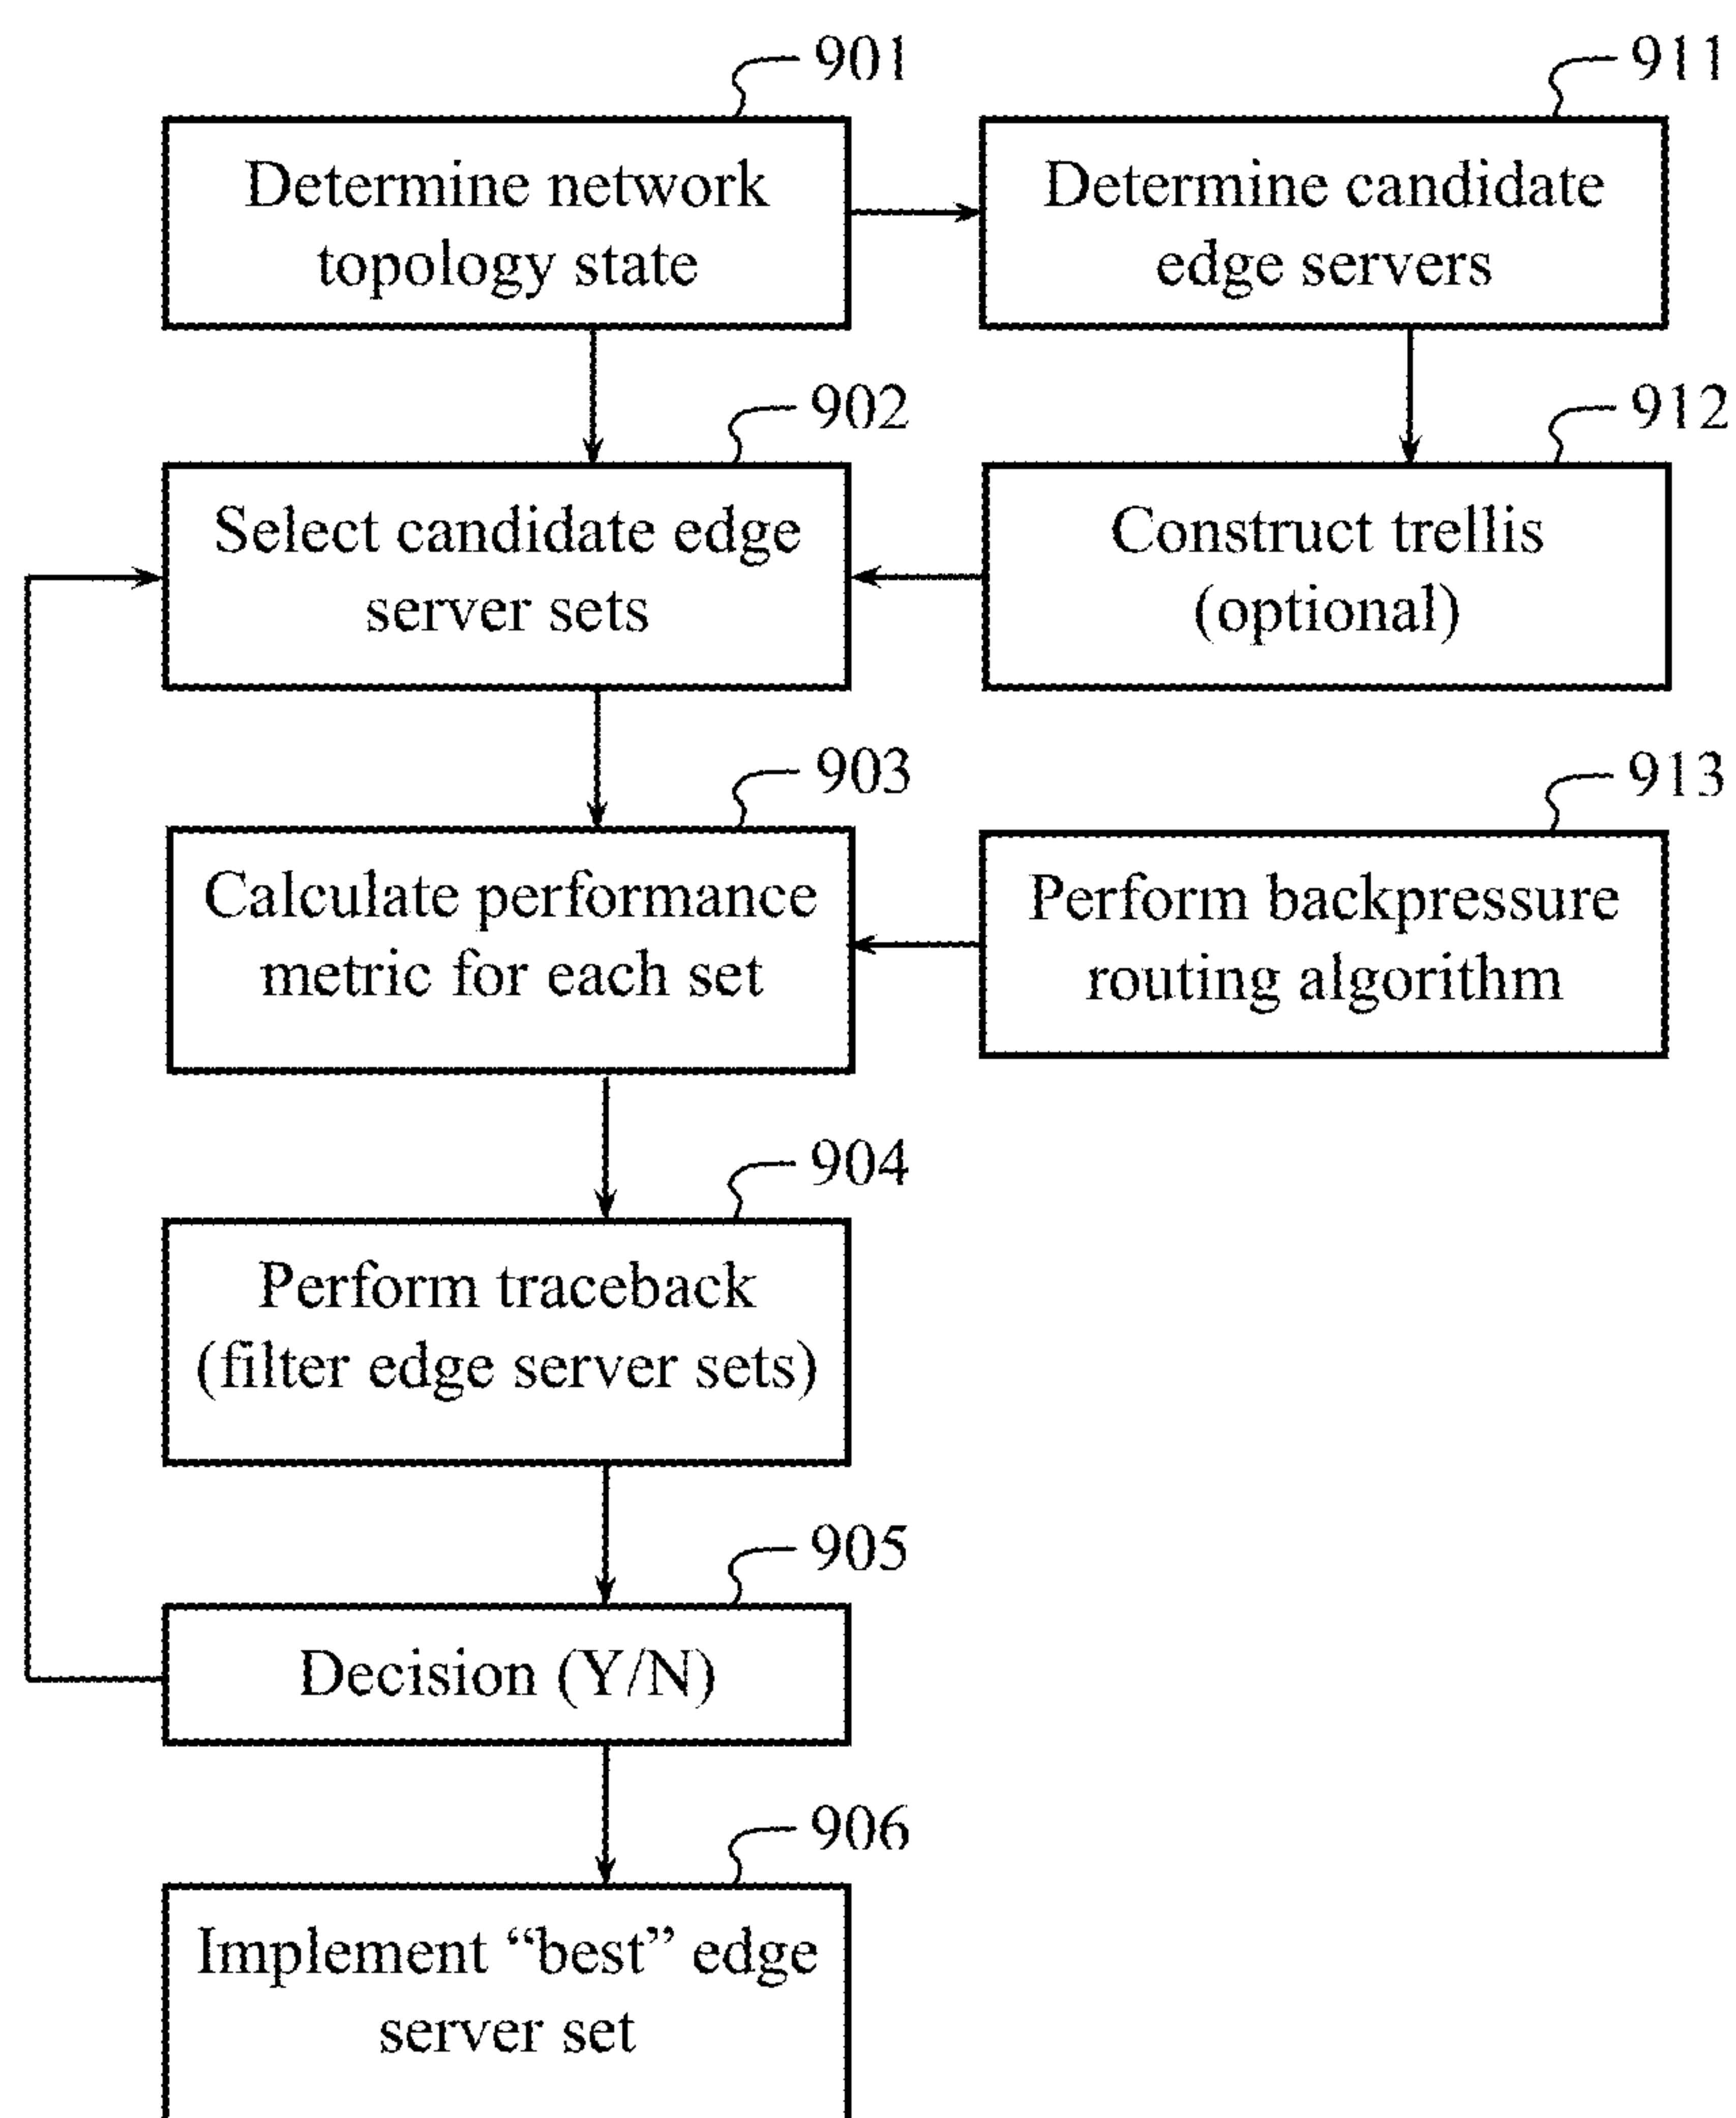 901
Determine network
topology state
911
Determine candidate
edge servers
902
Select candidate edge
server sets
912
Construct trellis
(optional)
903
Calculate performance
metric for each set
913
Perform backpressure
routing algorithm
904
Perform traceback
(filter edge server sets)
905
Decision (Y/N)
906
Implement “best” edge
server set